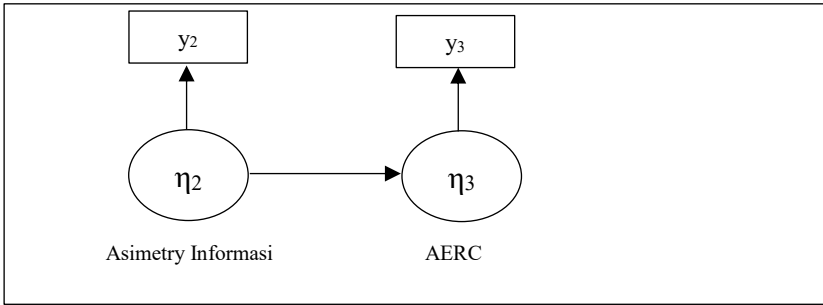 y2 y3
η2 η3
Asimetry Informasi AERC